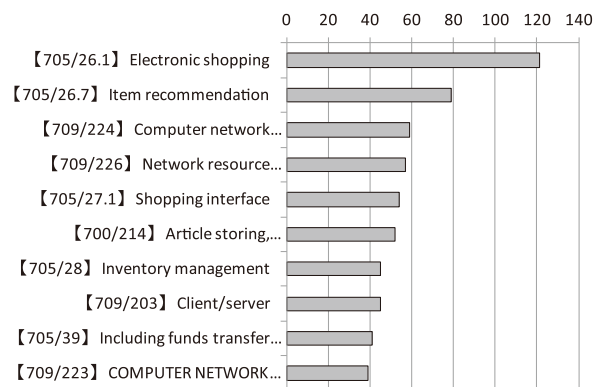 0 20 40 60 80 100 120 140
【705/26.1】 Electronic shopping
【705/26.7】 Item recommendation
【709/224】 Computer network...
【709/226】 Network resource...
【705/27.1】 Shopping interface
【700/214】 Article storing,...
【705/28】 Inventory management
【709/203】 Client/server
【705/39】 Including funds transfer...
【709/223】 COMPUTER NETWORK...